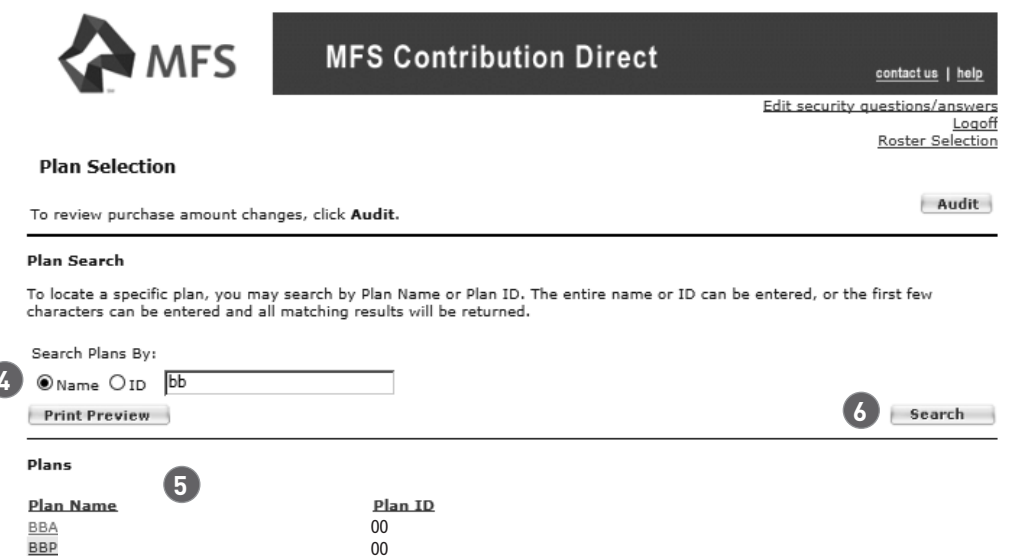 MFS
MFS Contribution Direct
contact us | help
Edit security questions/answers
Logoff
Roster Selection
Plan Selection
To review purchase amount changes, click Audit.
Audit
Plan Search
To locate a specific plan, you may search by Plan Name or Plan ID. The entire name or ID can be entered, or the first few
characters can be entered and all matching results will be returned.
Search Plans By:
4 Name ID bb
Print Preview
6 Search
Plans
5
Plan Name Plan ID
BBA 00
BBP 00